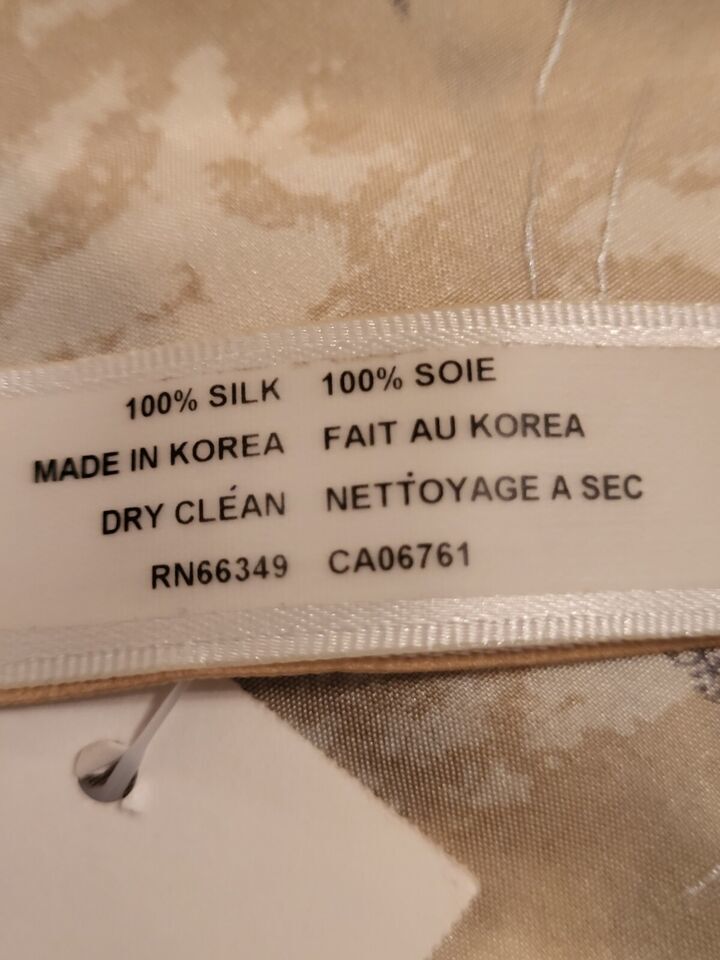 100% SILK 100% SOIE
MADE IN KOREA FAIT AU KOREA
DRY CLÉAN NETTOYAGE A SEC
RN66349 CA06761